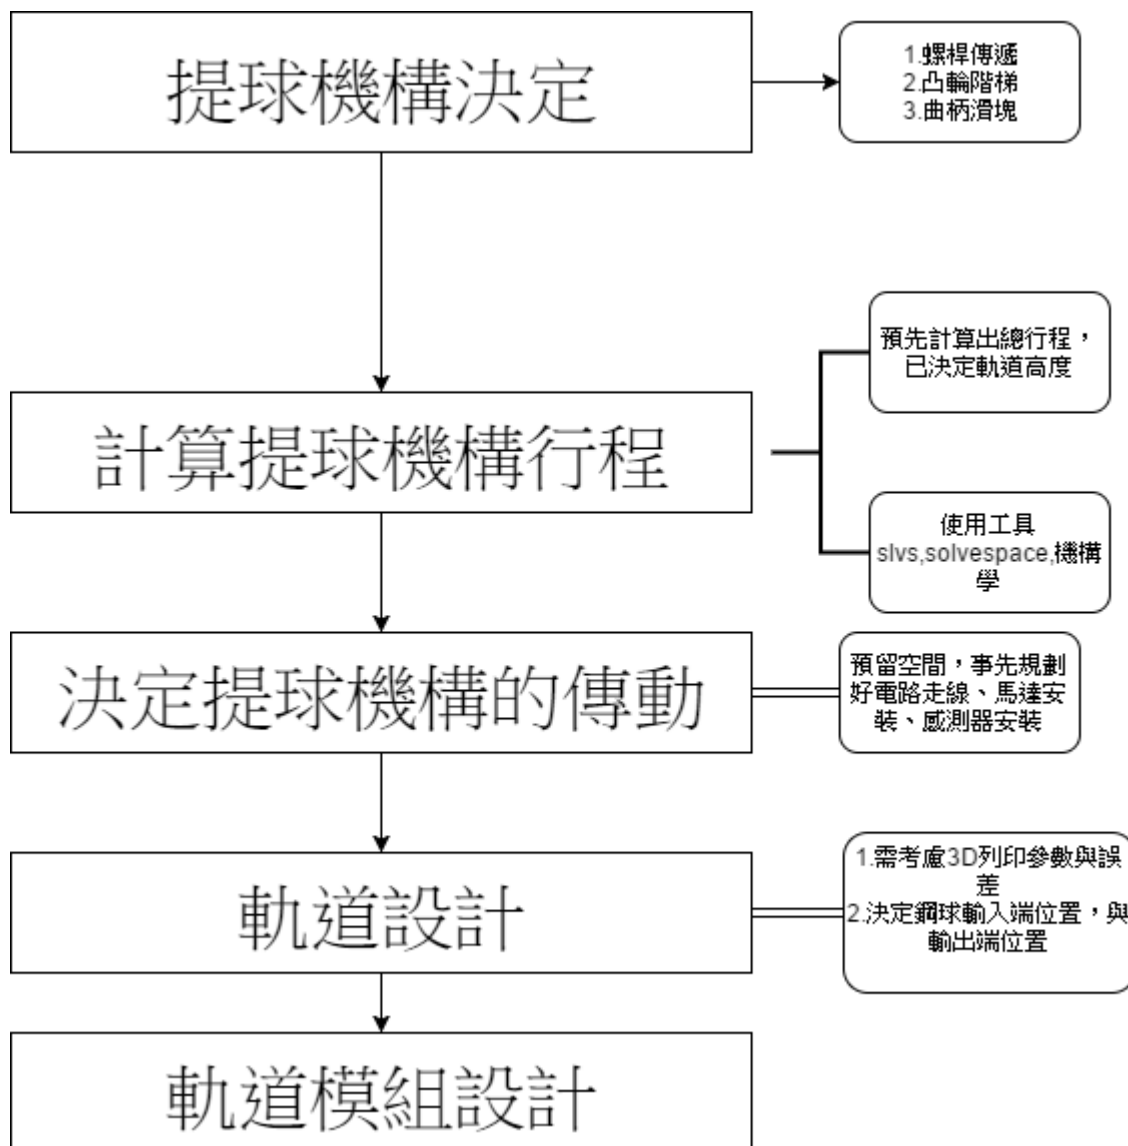 提球機構決定
1.螺桿傳遞
2.凸輪階梯
3.曲柄滑塊
計算提球機構行程
預先計算出總行程，
已決定軌道高度
使用工具
slvs,solvespace,機構
學
決定提球機構的傳動
預留空間，事先規劃
好電路走線、馬達安
裝、感測器安裝
軌道設計
1.需考慮3D列印參數與誤
差
2.決定鋼球輸入端位置，與
輸出端位置
軌道模組設計